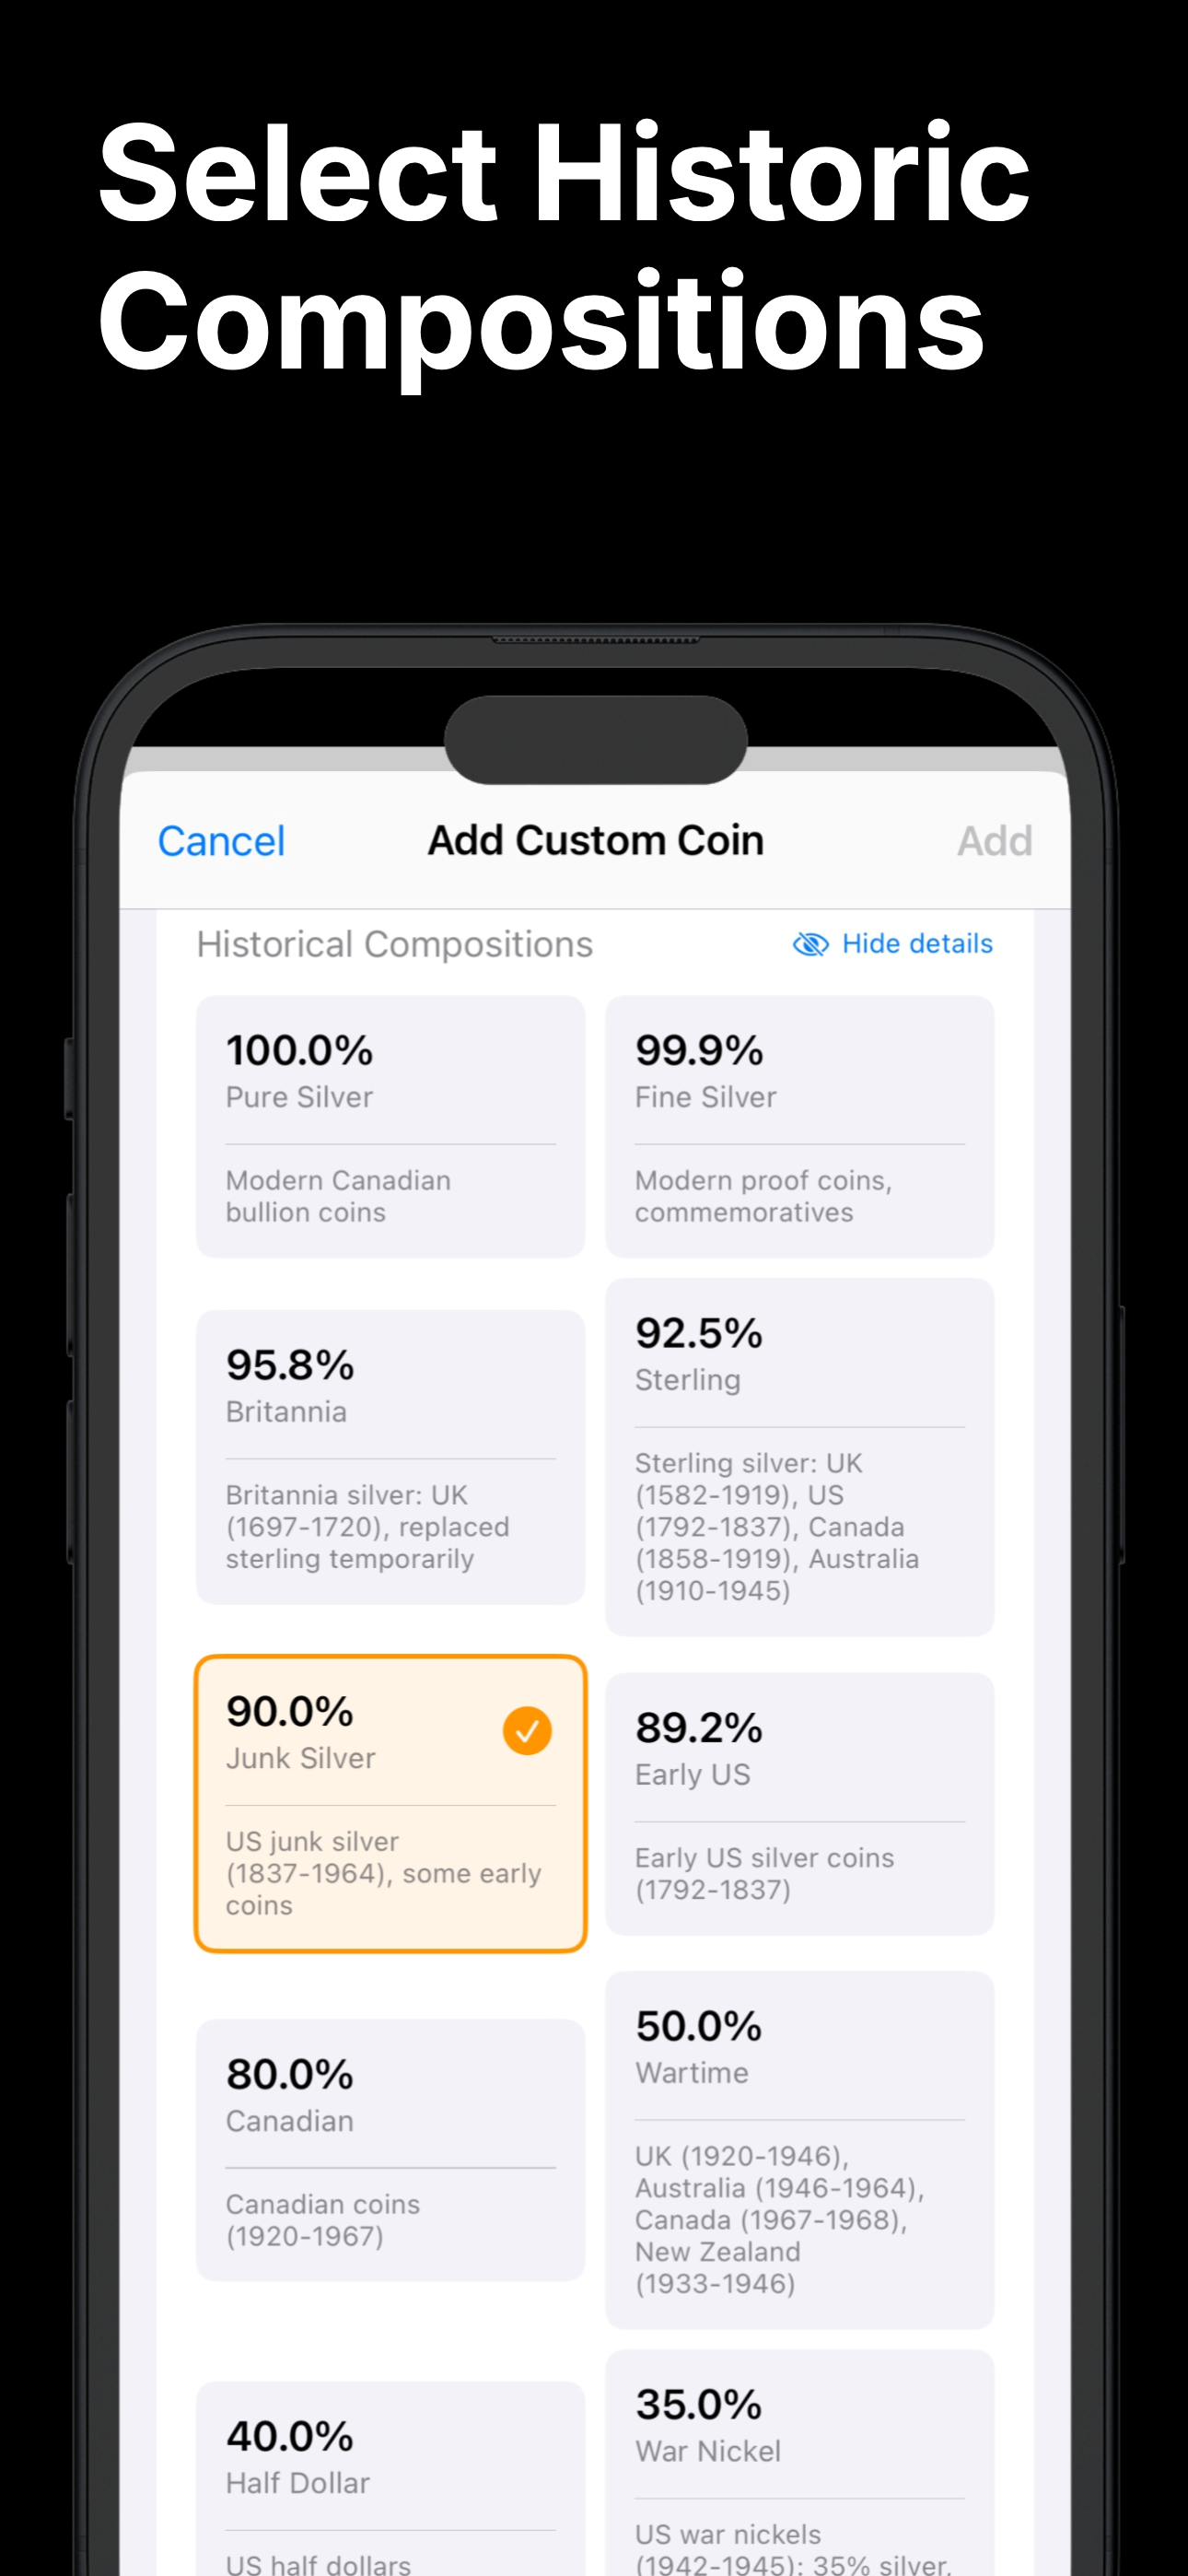 Select Historic
Compositions
Cancel
Add Custom Coin
Add
Historical Compositions
Hide details
100.0%
Pure Silver
Modern Canadian
bullion coins
99.9%
Fine Silver
Modern proof coins,
commemoratives
95.8%
Britannia
Britannia silver: UK
(1697-1720), replaced
sterling temporarily
92.5%
Sterling
Sterling silver: UK
(1582-1919), US
(1792-1837), Canada
(1858-1919), Australia
(1910-1945)
90.0%
Junk Silver
US junk silver
(1837-1964), some early
coins
89.2%
Early US
Early US silver coins
(1792-1837)
80.0%
Canadian
Canadian coins
(1920-1967)
50.0%
Wartime
UK (1920-1946),
Australia (1946-1964),
Canada (1967-1968),
New Zealand
(1933-1946)
40.0%
Half Dollar
US half dollars
35.0%
War Nickel
US war nickels
(1942-1945): 35% silver,